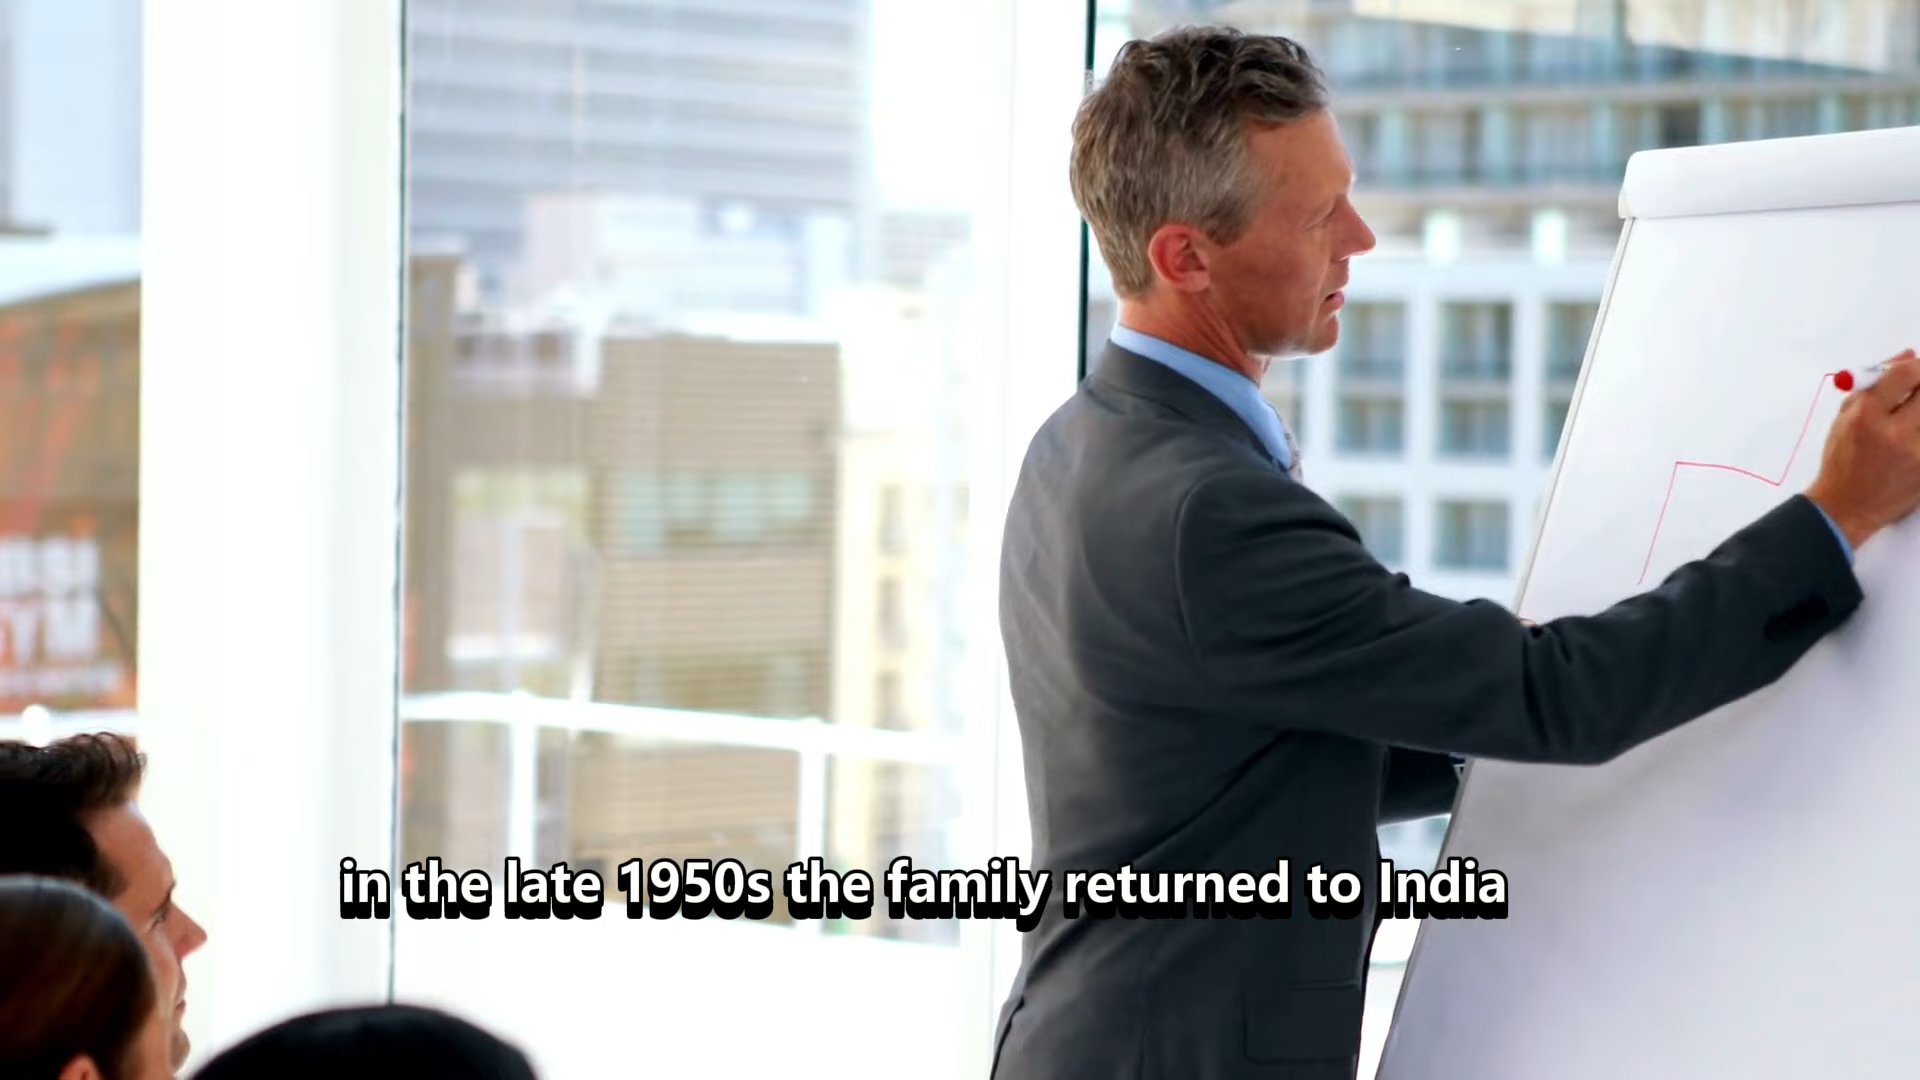 in the late 1950s the family returned to India